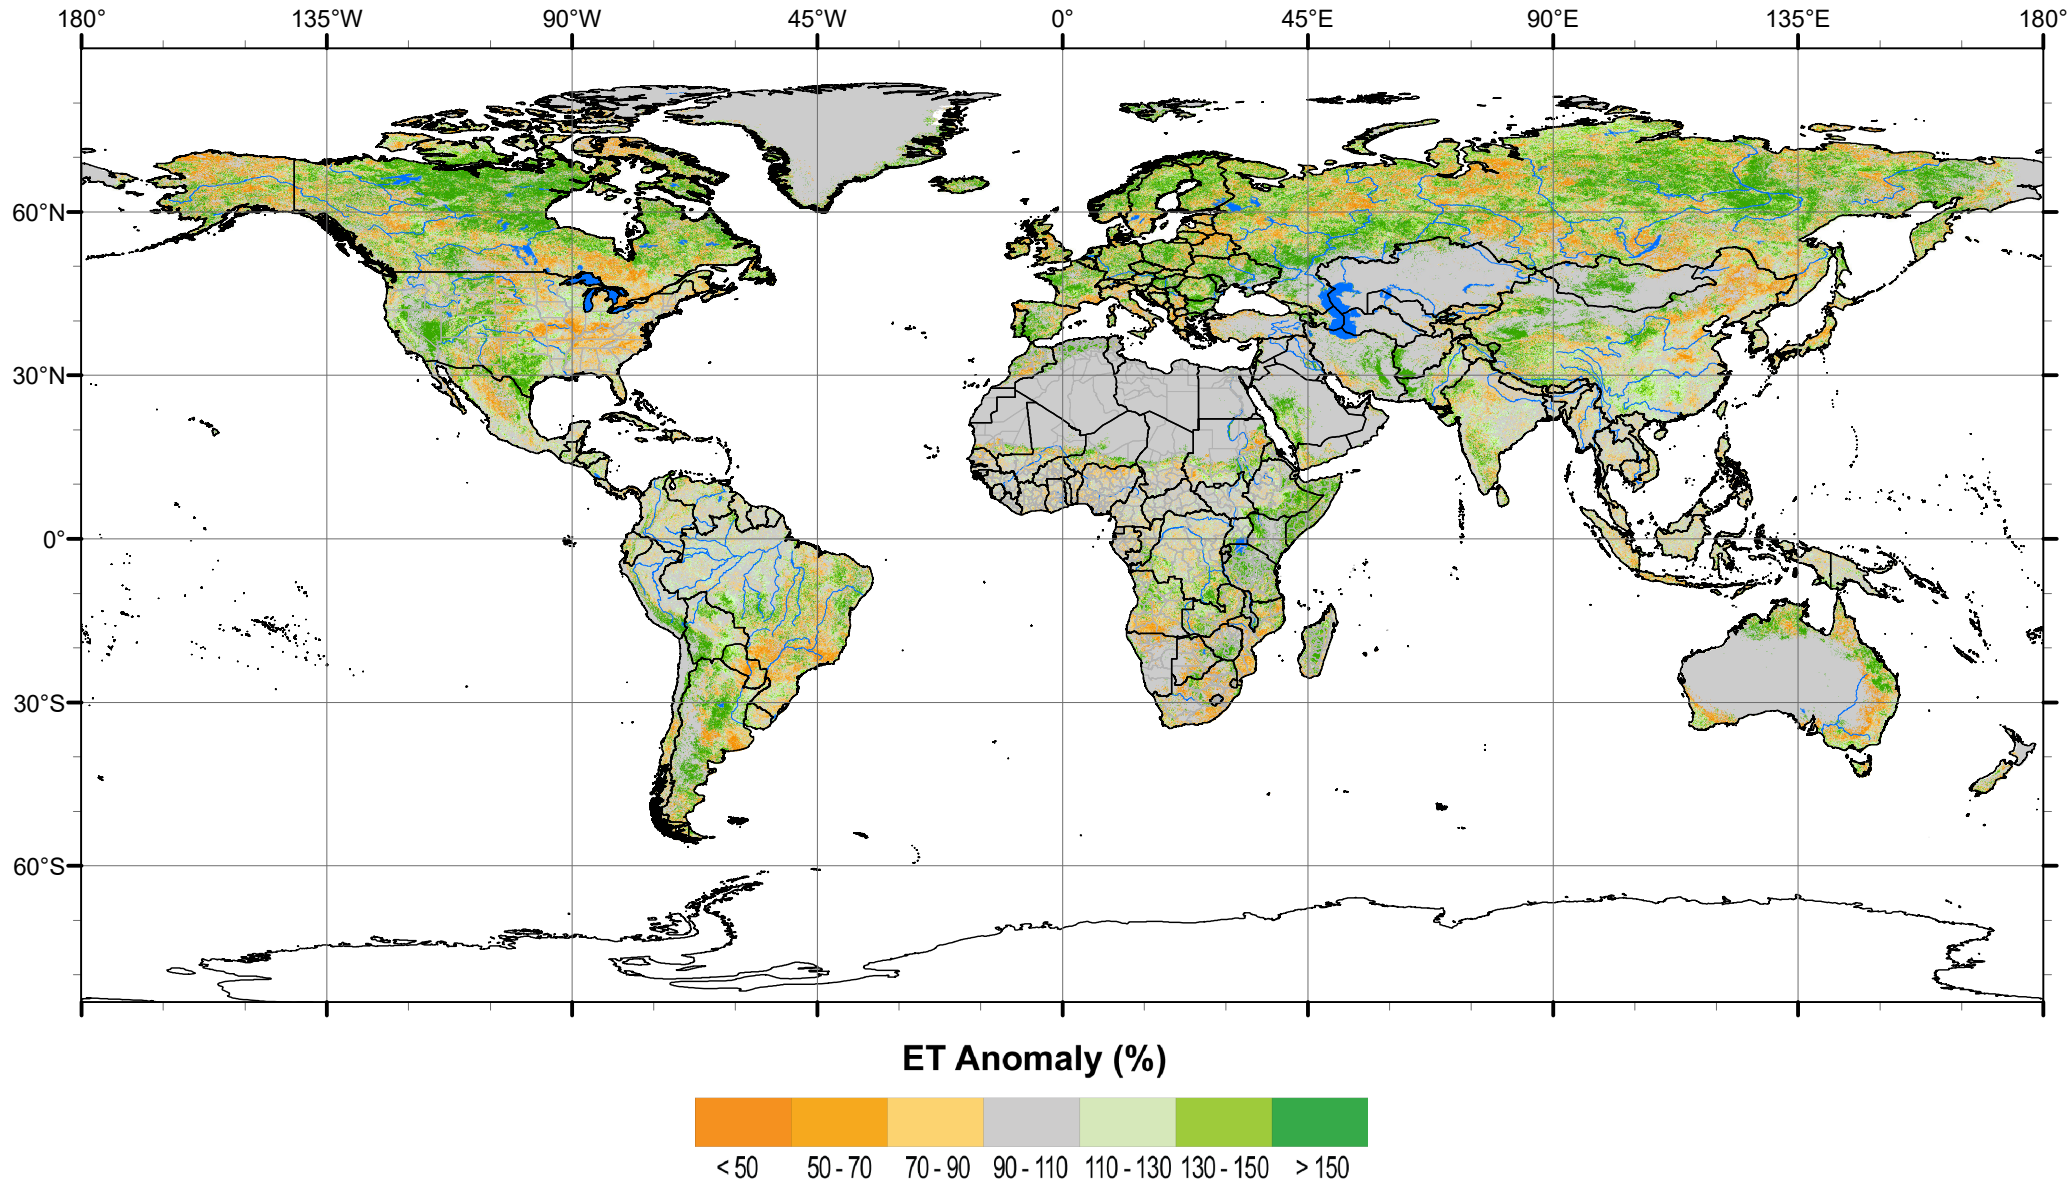 180° 135°W 90°W 45°W 0° 45°E 90°E 135°E 180°
60°N
30°N
0°
30°S
60°S
ET Anomaly (%)
< 50 50 - 70 70 - 90 90 - 110 110 - 130 130 - 150 > 150